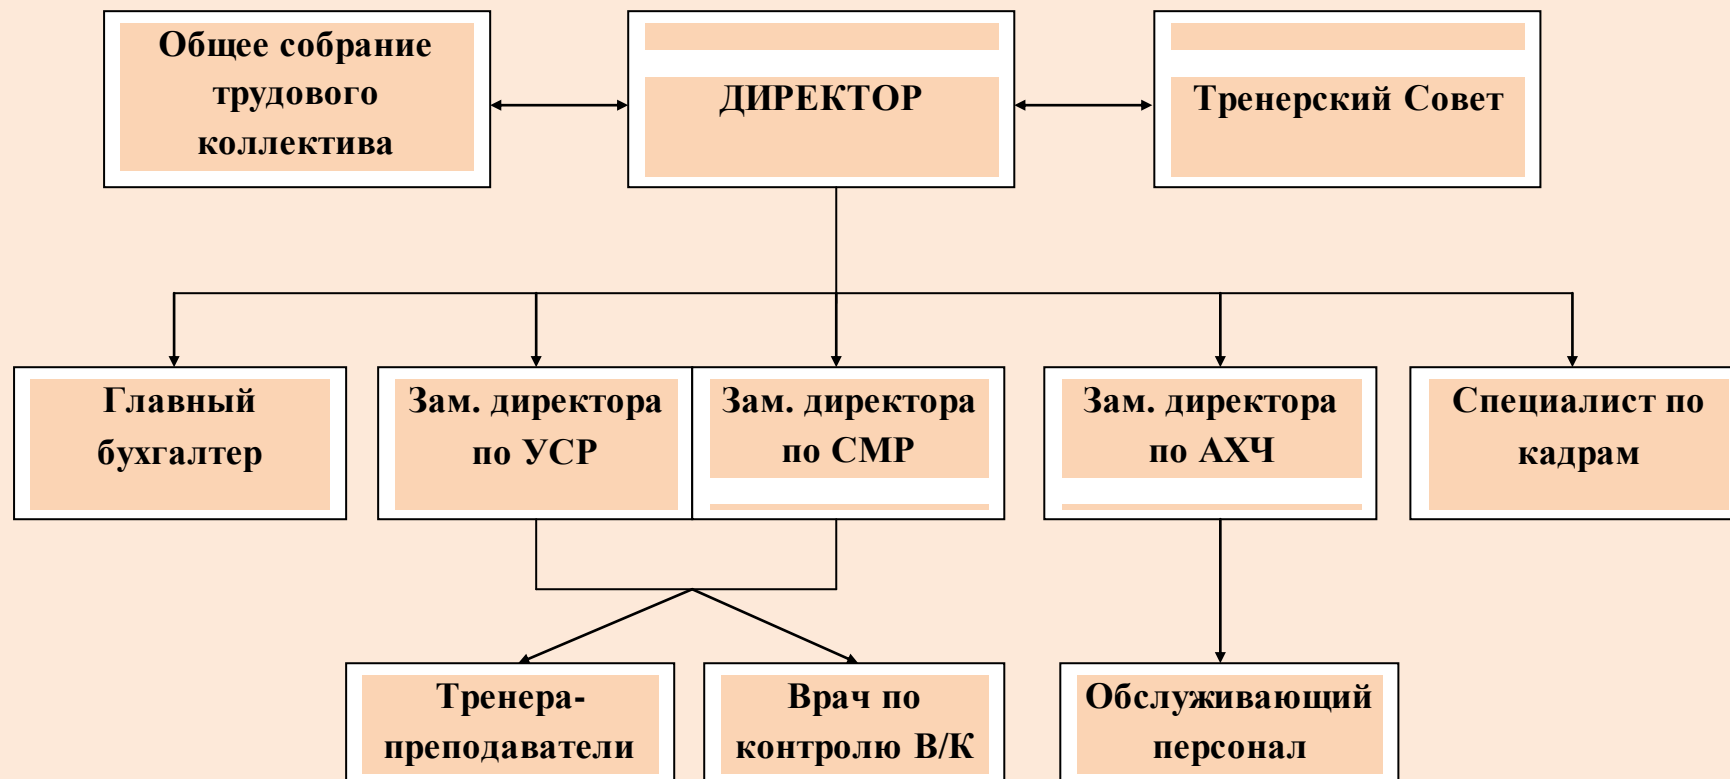 Общее собрание
трудового
коллектива
ДИРЕКТОР
Тренерский Совет
Главный
бухгалтер
Зам. директора
по УСР
Зам. директора
по СМР
Зам. директора
по АХЧ
Специалист по
кадрам
Тренера-
преподаватели
Врач по
контролю В/К
Обслуживающий
персонал